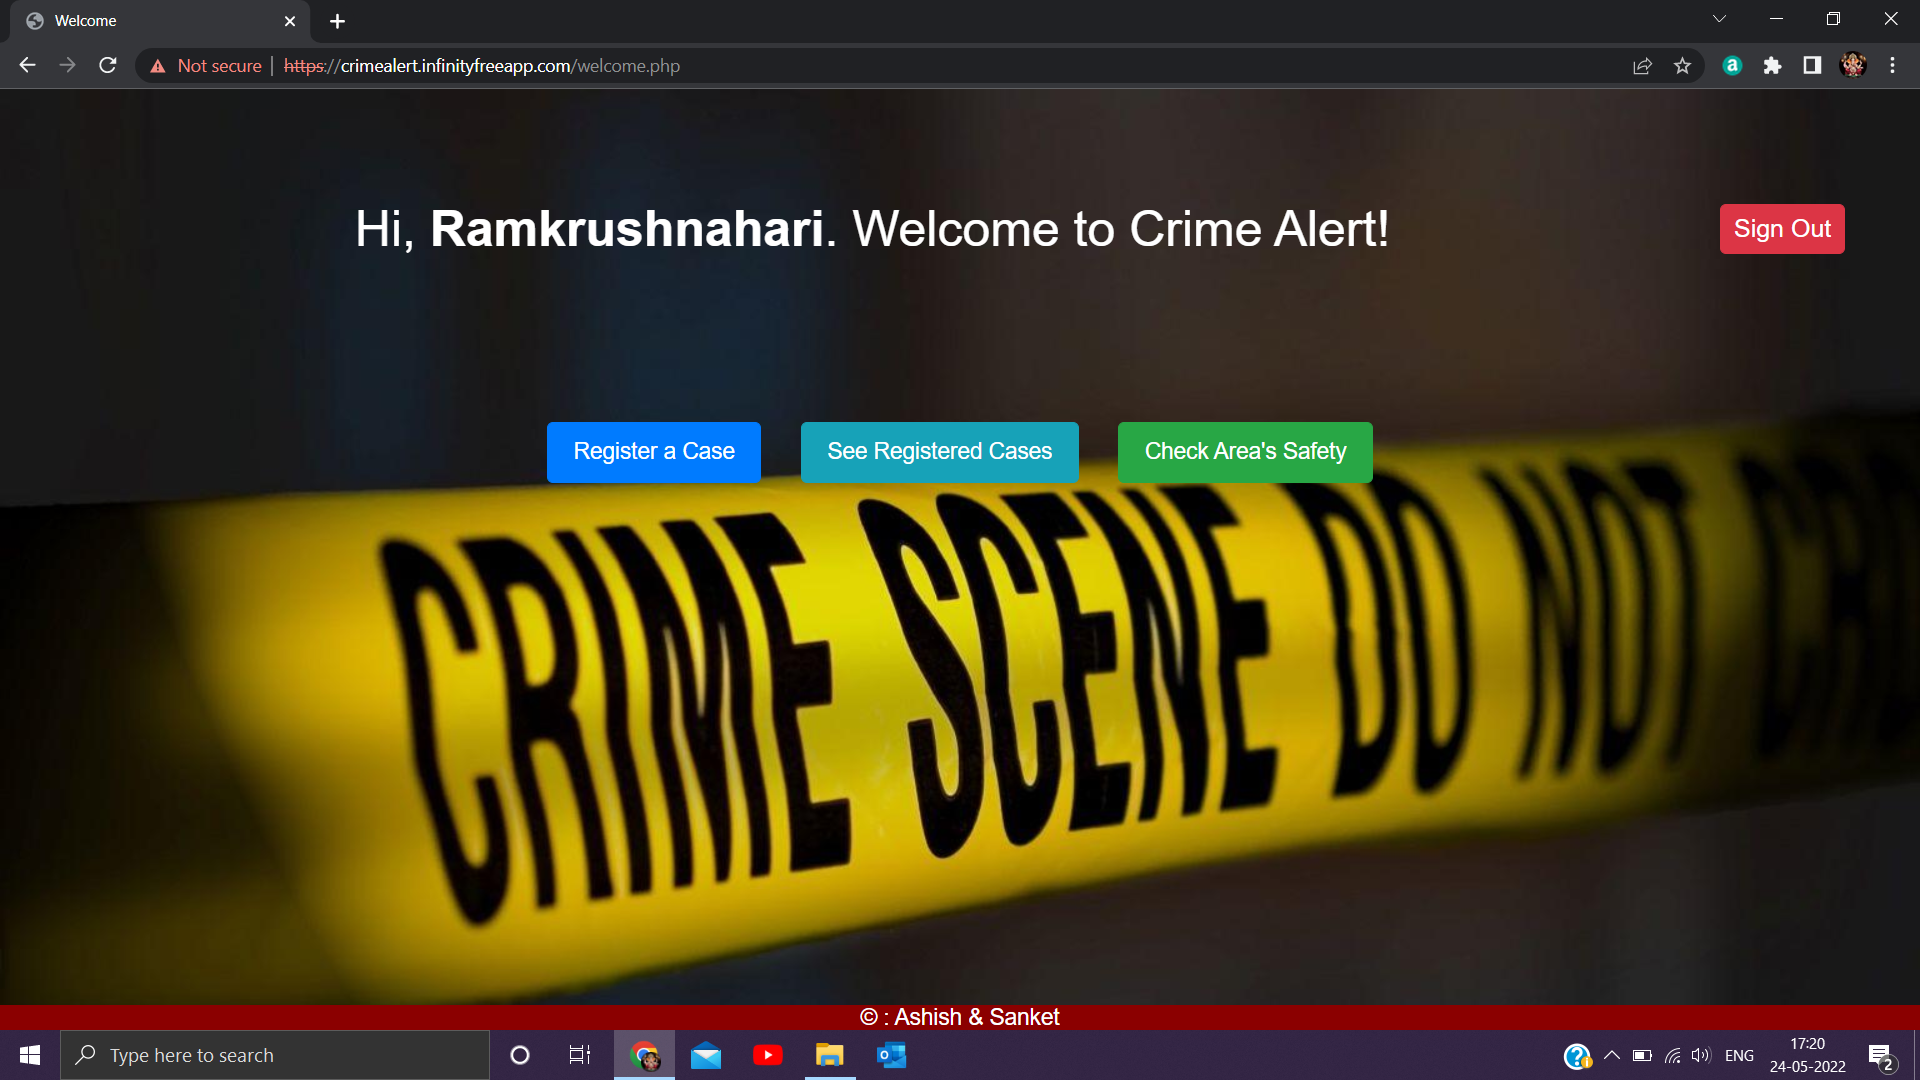 Welcome
Not secure | https://crimealert.infinityfreeapp.com/welcome.php
Hi, Ramkrushnahari. Welcome to Crime Alert!
Sign Out
Register a Case
See Registered Cases
Check Area's Safety
CRIME SCENE DO NOT CRO
© : Ashish & Sanket
Type here to search
ENG
17:20
24-05-2022
2